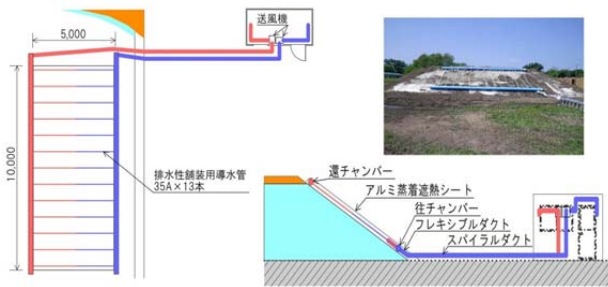 5,000
送風機
10,000
排水性舗装用導水管
35A×13本
還チャンバー
アルミ蒸着遮熱シート
往チャンバー
フレキシブルダクト
スパイラルダクト